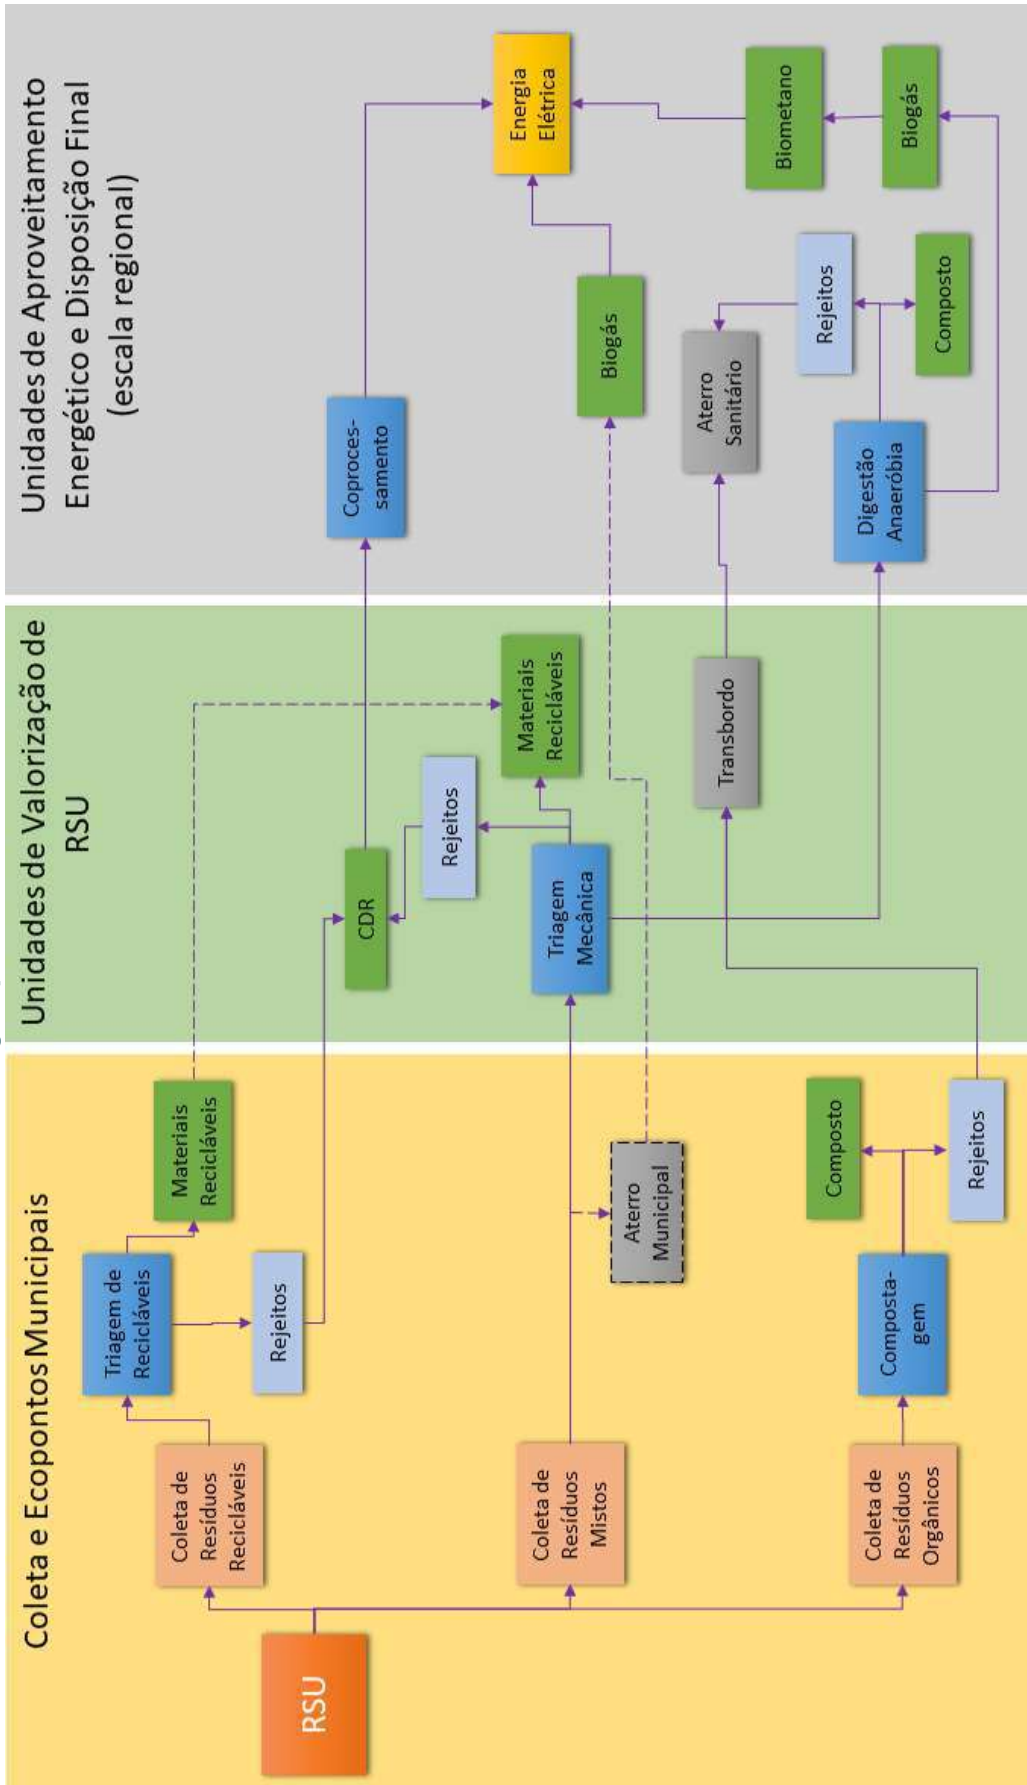 Coleta e Ecopontos Municipais
RSU
Coleta de
Resíduos
Recicláveis
Triagem de
Recicláveis
Materiais
Recicláveis
Rejeitos
Coleta de
Resíduos
Mistos
Aterro
Municipal
Coleta de
Resíduos
Orgânicos
Composta-
gem
Composto
Rejeitos
Unidades de Valorização de
RSU
CDR
Rejeitos
Materiais
Recicláveis
Triagem
Mecânica
Transbordo
Unidades de Aproveitamento
Energético e Disposição Final
(escala regional)
Coproces-
samento
Energia
Elétrica
Biogás
Aterro
Sanitário
Rejeitos
Biometano
Digestão
Anaeróbia
Composto
Biogás